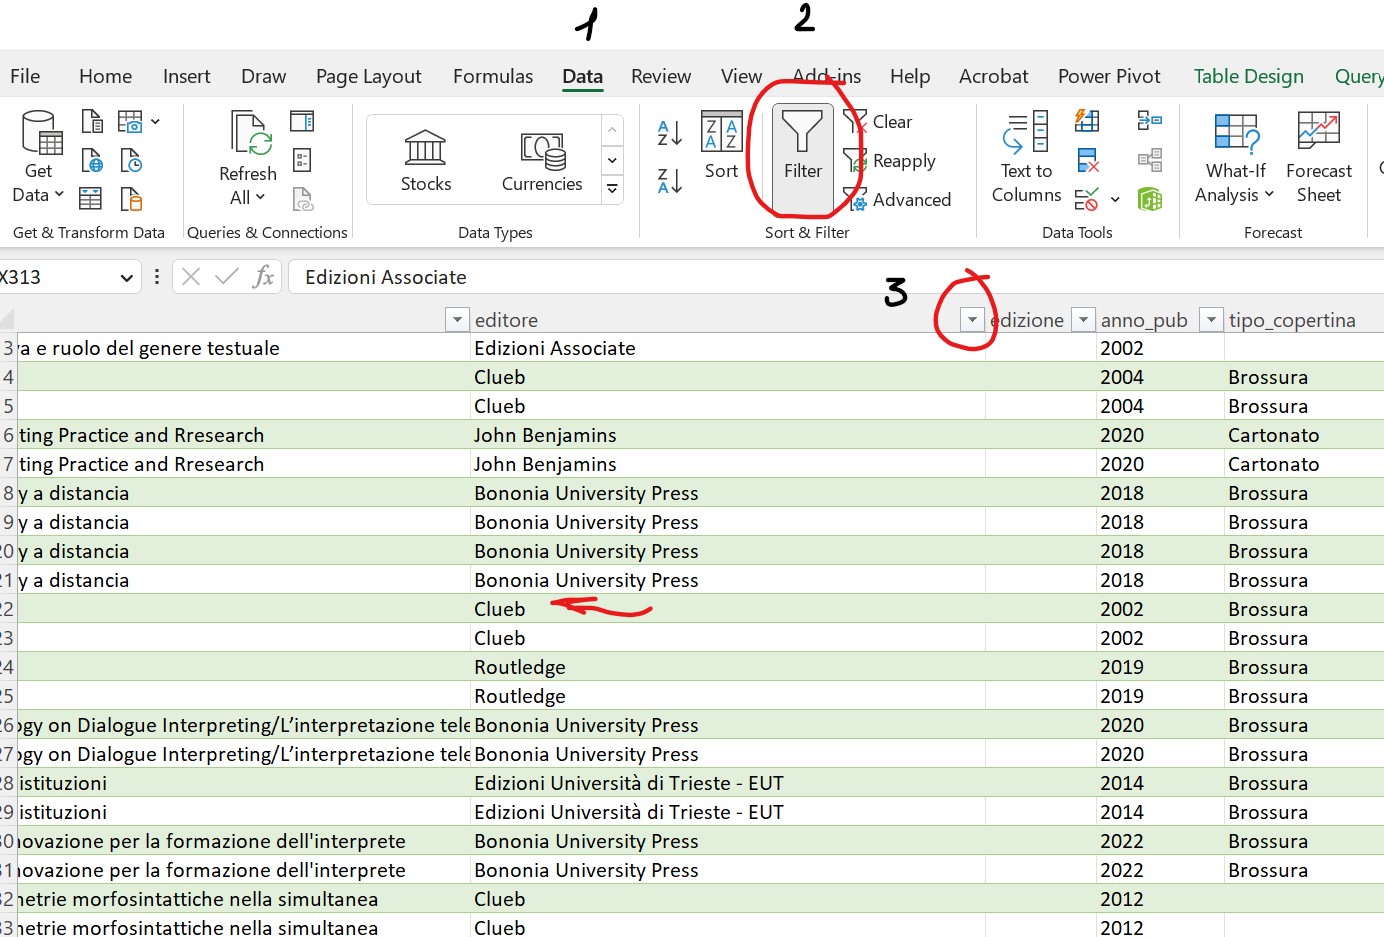 1 2
File Home Insert Draw Page Layout Formulas Data Review View Add-ins Help Acrobat Power Pivot Table Design Query
Get Data
Refresh All
Stocks
Currencies
Sort
Filter
Clear
Reapply
Advanced
Text to Columns
What-If Analysis
Forecast Sheet
Get & Transform Data Queries & Connections Data Types Sort & Filter Data Tools Forecast
X313 fx Edizioni Associate
3
editore edizione anno_pub tipo_copertina
3 va e ruolo del genere testuale Edizioni Associate 2002
4 Clueb 2004 Brossura
5 Clueb 2004 Brossura
6 ting Practice and Rresearch John Benjamins 2020 Cartonato
7 ting Practice and Rresearch John Benjamins 2020 Cartonato
8 y a distancia Bononia University Press 2018 Brossura
9 y a distancia Bononia University Press 2018 Brossura
20 y a distancia Bononia University Press 2018 Brossura
21 y a distancia Bononia University Press 2018 Brossura
22 Clueb 2002 Brossura
23 Clueb 2002 Brossura
24 Routledge 2019 Brossura
25 Routledge 2019 Brossura
26 ogy on Dialogue Interpreting/L’interpretazione tele Bononia University Press 2020 Brossura
27 ogy on Dialogue Interpreting/L’interpretazione tele Bononia University Press 2020 Brossura
28 istituzioni Edizioni Università di Trieste - EUT 2014 Brossura
29 istituzioni Edizioni Università di Trieste - EUT 2014 Brossura
30 novazione per la formazione dell'interprete Bononia University Press 2022 Brossura
31 novazione per la formazione dell'interprete Bononia University Press 2022 Brossura
32 metrie morfosintattiche nella simultanea Clueb 2012
33 metrie morfosintattiche nella simultanea Clueb 2012